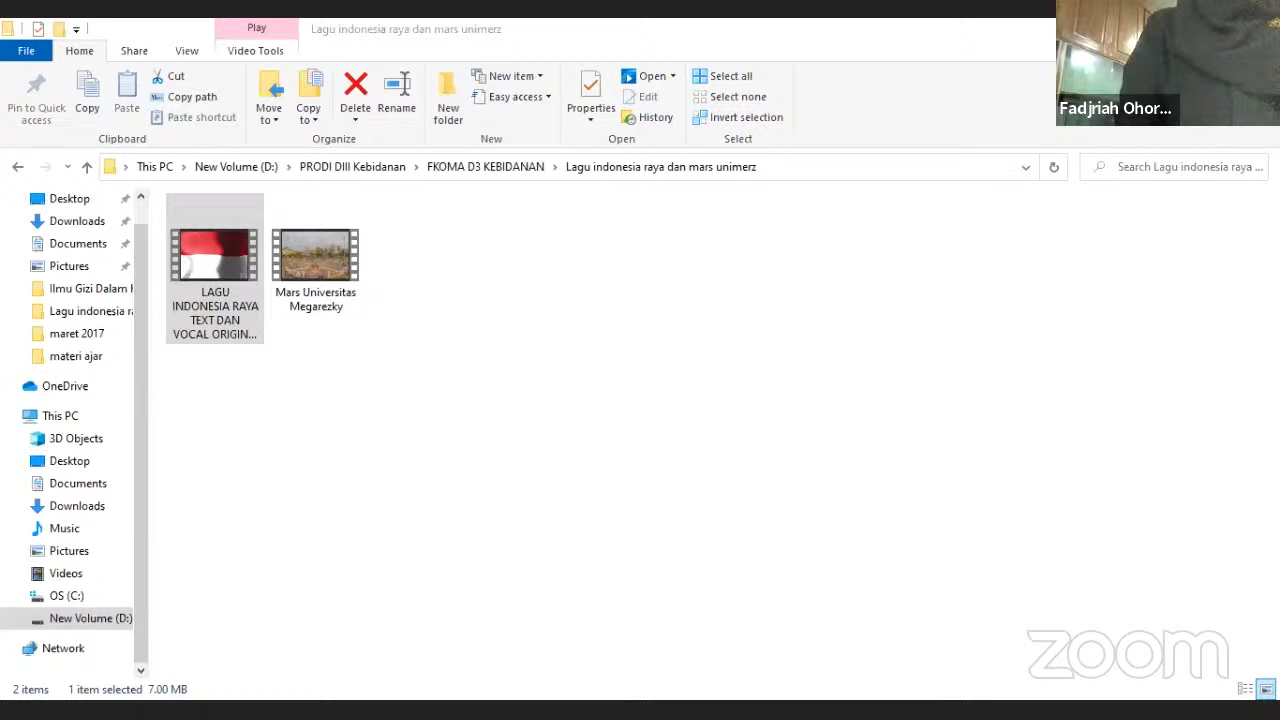 Play
Lagu indonesia raya dan mars unimerz
File Home Share View Video Tools
Pin to Quick access
Copy
Paste
Cut
Copy path
Paste shortcut
Move to
Copy to
Delete
Rename
New folder
New item
Easy access
Properties
Open
Edit
History
Select all
Select none
Invert selection
Clipboard Organize New Open Select
Fadjriah Ohor...
This PC > New Volume (D:) > PRODI DIII Kebidanan > FKOMA D3 KEBIDANAN > Lagu indonesia raya dan mars unimerz
Search Lagu indonesia raya ...
Desktop
Downloads
Documents
Pictures
Ilmu Gizi Dalam
Lagu indonesia ra
maret 2017
materi ajar
OneDrive
This PC
3D Objects
Desktop
Documents
Downloads
Music
Pictures
Videos
OS (C:)
New Volume (D:)
Network
LAGU
INDONESIA RAYA
TEXT DAN
VOCAL ORIGIN...
Mars Universitas
Megarezky
zoom
2 items 1 item selected 7.00 MB